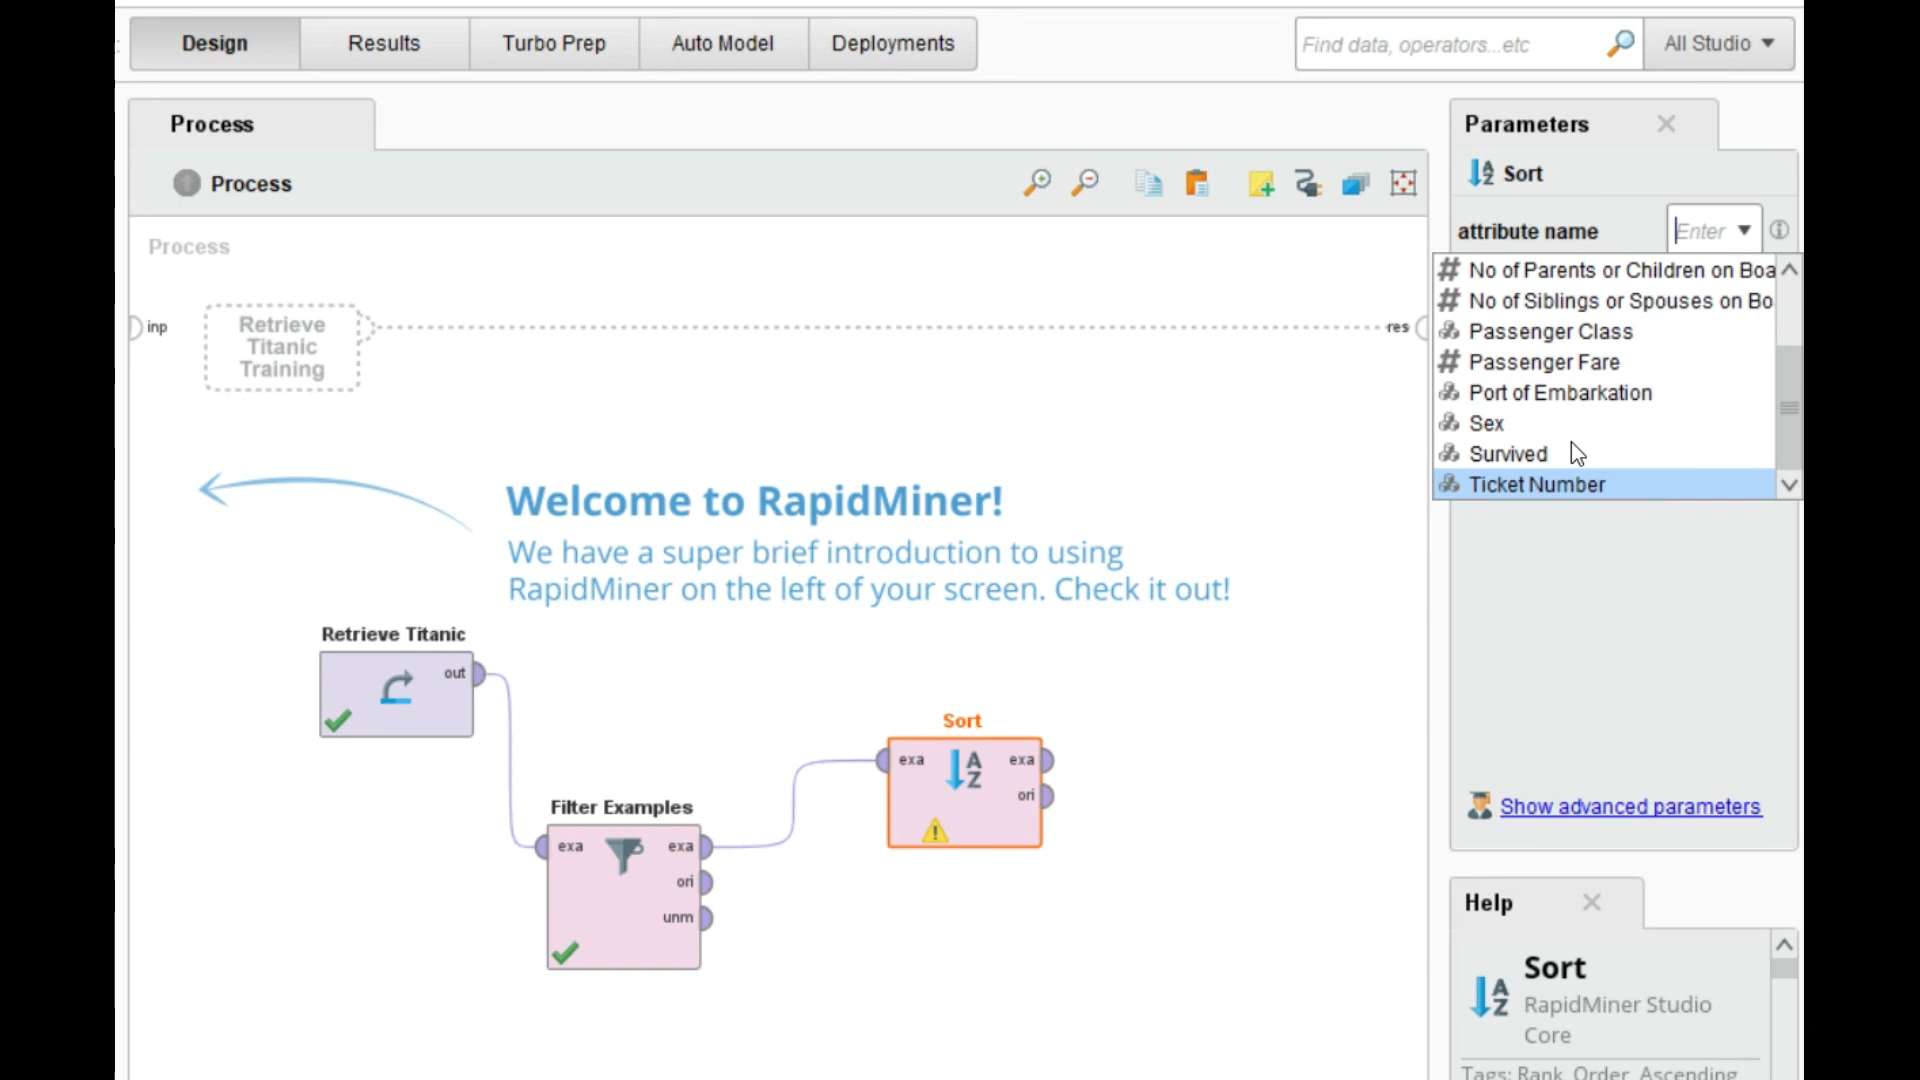 Design
Results
Turbo Prep
Auto Model
Deployments
Find data, operators...etc
All Studio
Process
Parameters
Process
Sort
attribute name
Enter
Process
No of Parents or Children on Boa
No of Siblings or Spouses on Bo
Passenger Class
Passenger Fare
Port of Embarkation
Sex
Survived
Ticket Number
inp
Retrieve
Titanic
Training
res
Welcome to RapidMiner!
We have a super brief introduction to using
RapidMiner on the left of your screen. Check it out!
Retrieve Titanic
out
Sort
exa
A
Z
exa
ori
Filter Examples
exa
exa
ori
unm
Show advanced parameters
Help
Sort
A
Z
RapidMiner Studio
Core
Tags: Rank, Order, Ascending